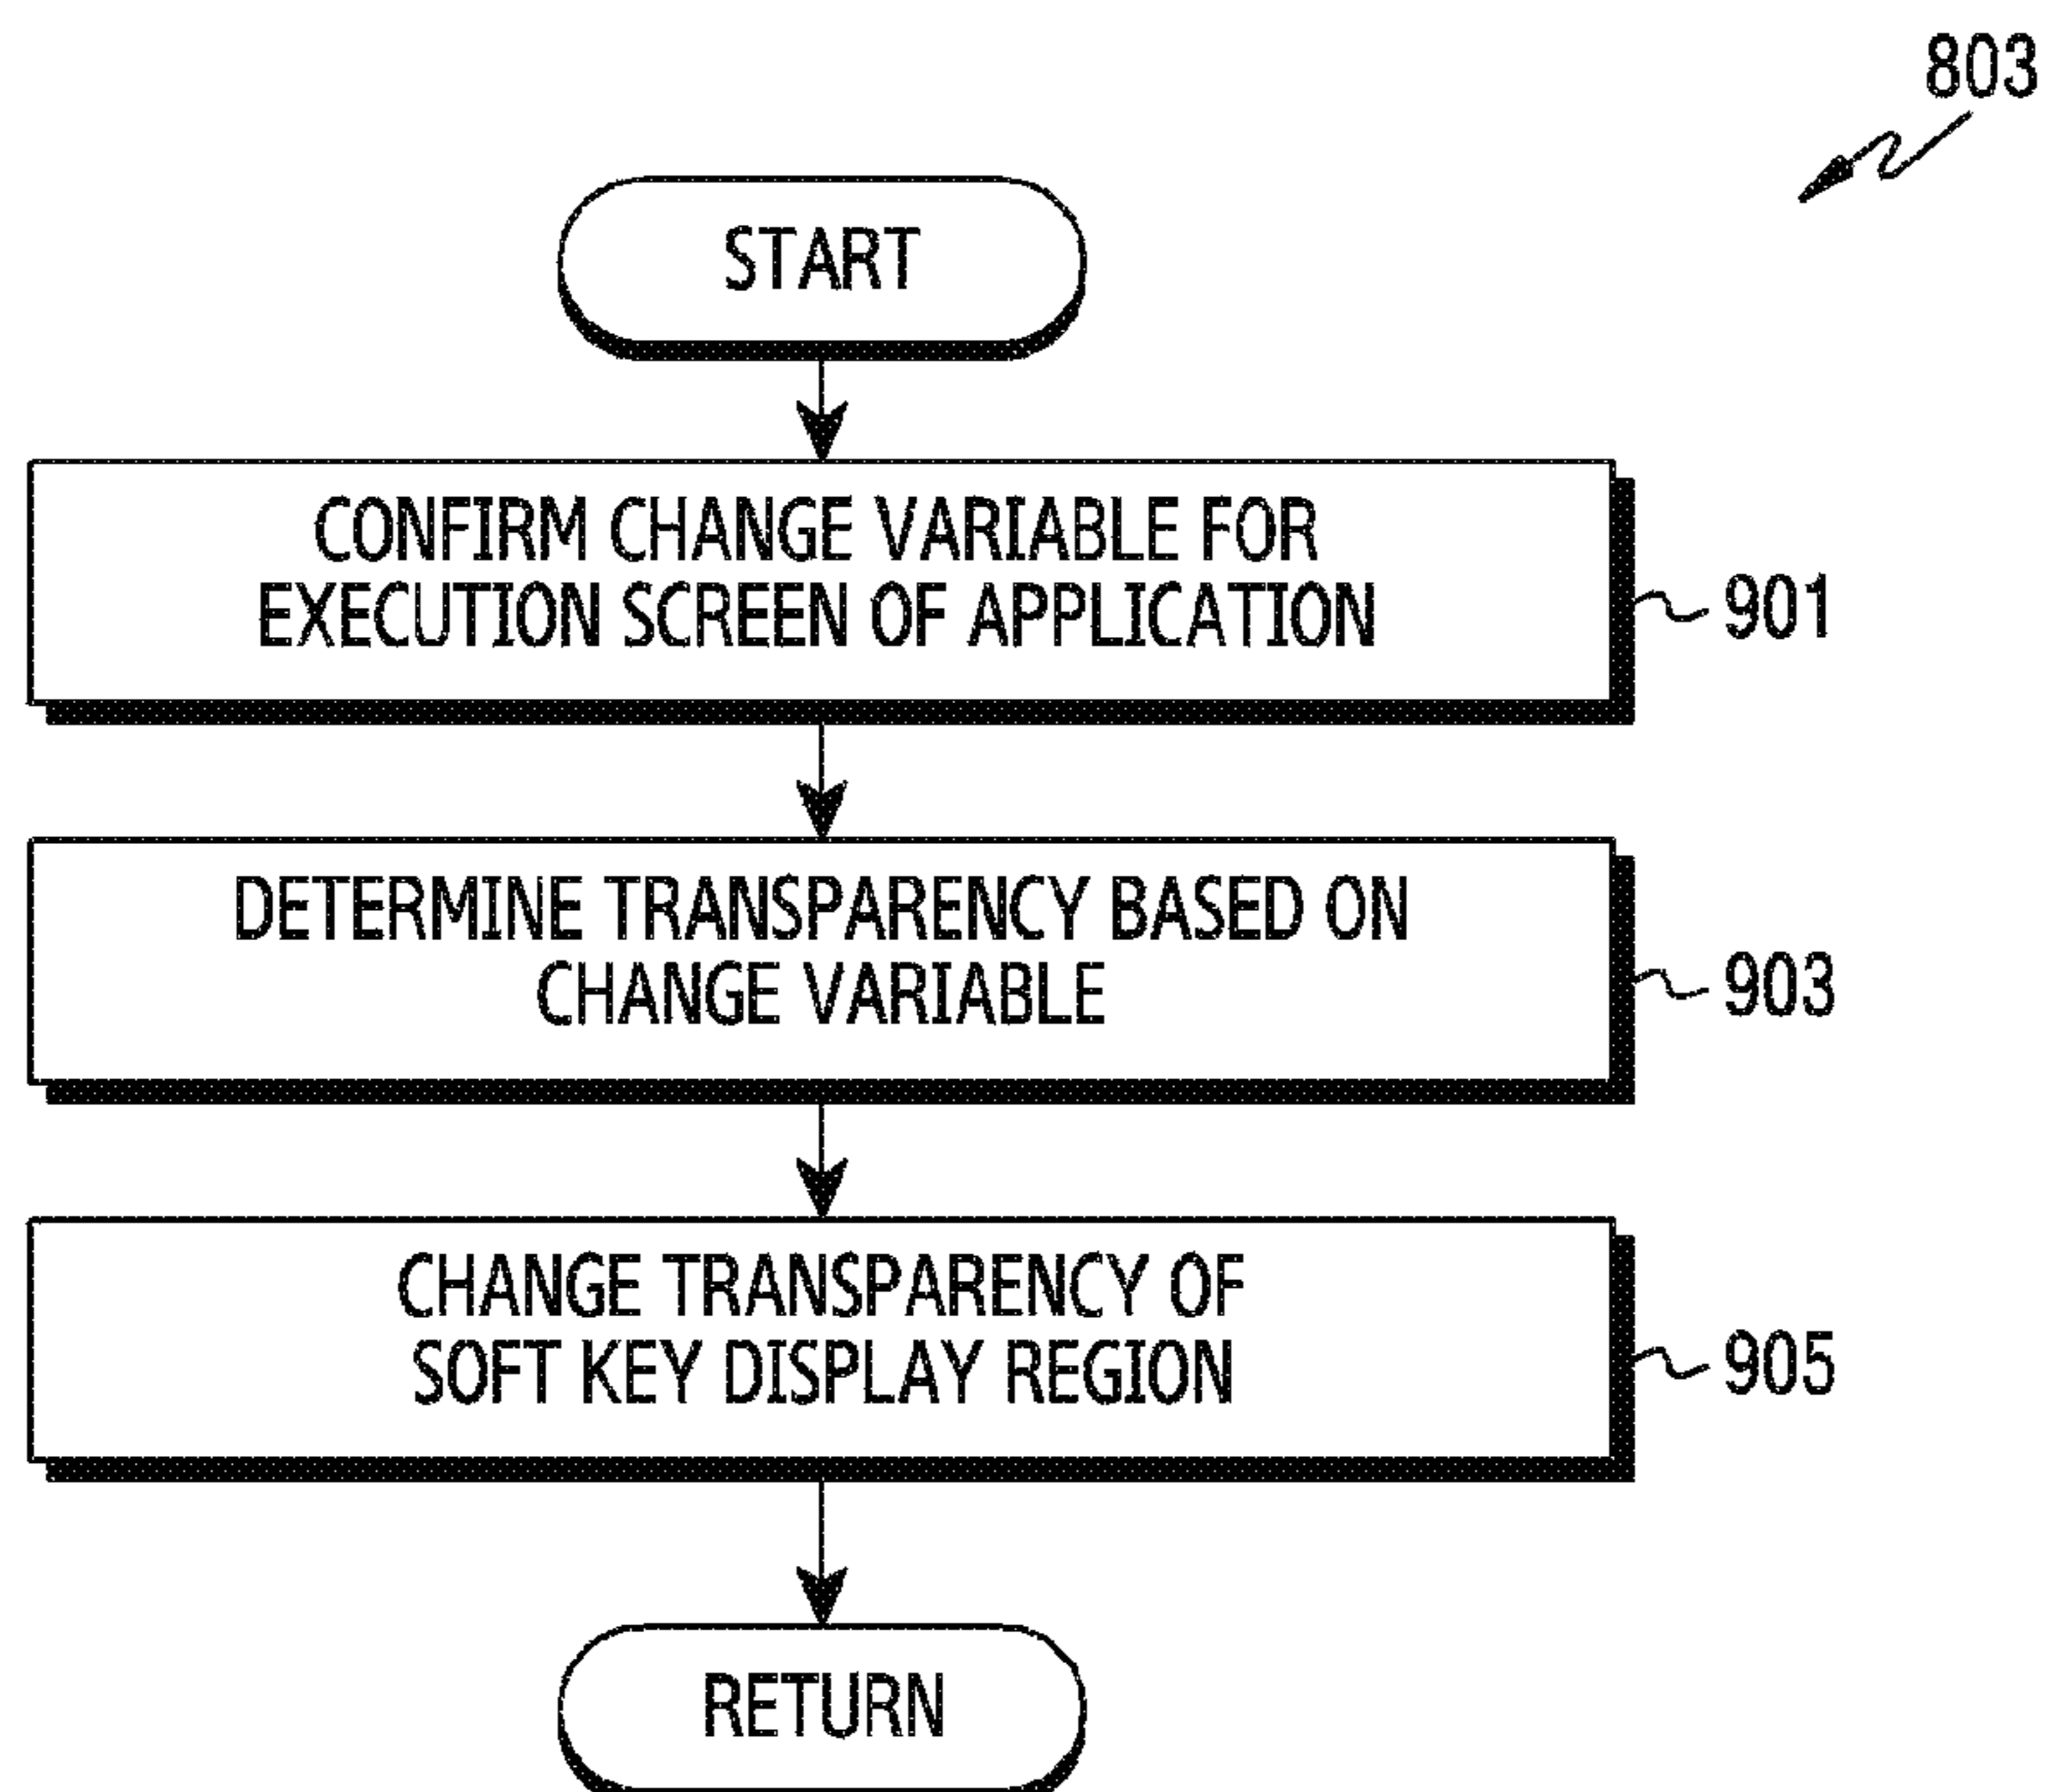 803
START
CONFIRM CHANGE VARIABLE FOR
EXECUTION SCREEN OF APPLICATION
901
DETERMINE TRANSPARENCY BASED ON
CHANGE VARIABLE
903
CHANGE TRANSPARENCY OF
SOFT KEY DISPLAY REGION
905
RETURN